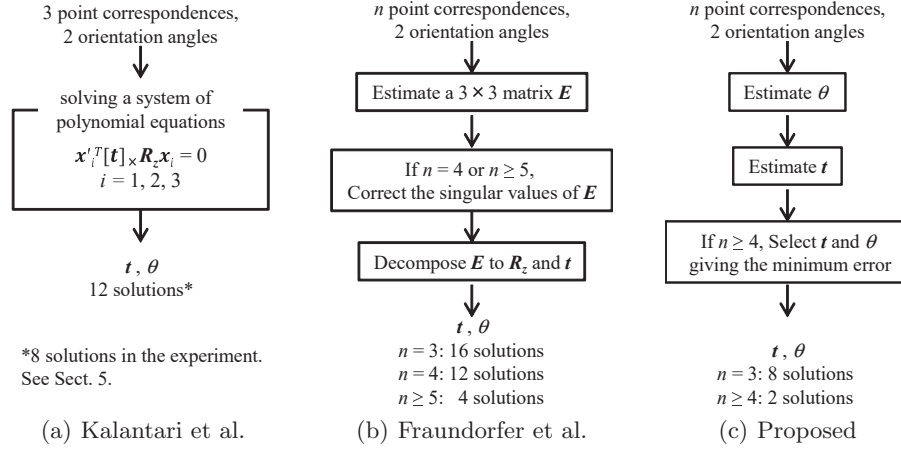 3 point correspondences,
2 orientation angles
solving a system of
polynomial equations
x'ᵢᵀ[t]×R_z xᵢ = 0
i = 1, 2, 3
t , θ
12 solutions*
*8 solutions in the experiment.
See Sect. 5.
(a) Kalantari et al.
n point correspondences,
2 orientation angles
Estimate a 3 × 3 matrix E
If n = 4 or n ≥ 5,
Correct the singular values of E
Decompose E to R_z and t
t , θ
n = 3: 16 solutions
n = 4: 12 solutions
n ≥ 5: 4 solutions
(b) Fraundorfer et al.
n point correspondences,
2 orientation angles
Estimate θ
Estimate t
If n ≥ 4, Select t and θ
giving the minimum error
t , θ
n = 3: 8 solutions
n ≥ 4: 2 solutions
(c) Proposed